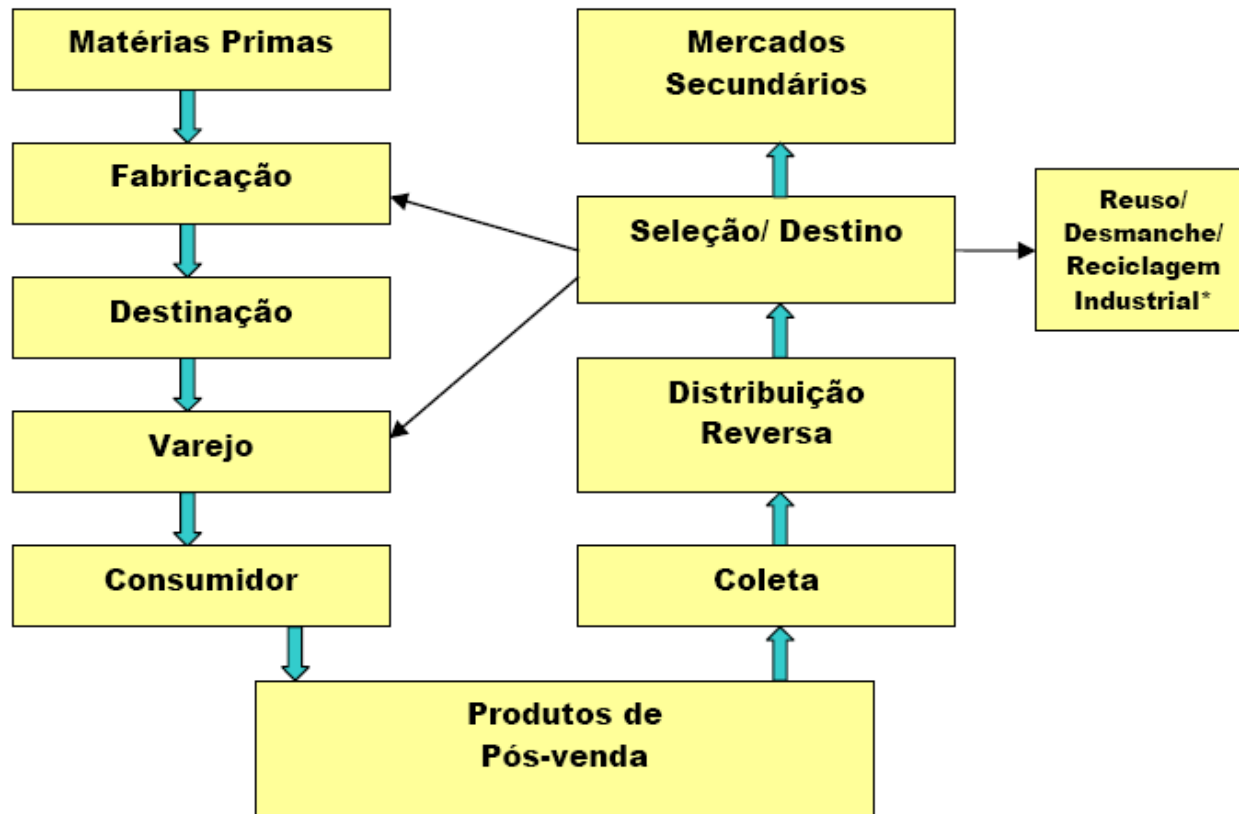 Matérias Primas
Fabricação
Destinação
Varejo
Consumidor
Produtos de
Pós-venda
Coleta
Distribuição
Reversa
Seleção/ Destino
Mercados
Secundários
Reuso/
Desmanche/
Reciclagem
Industrial*